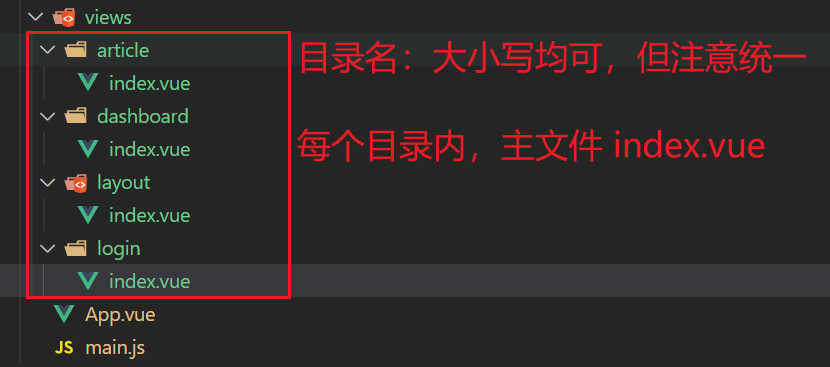 views
article
目录名：大小写均可，但注意统一
index.vue
dashboard
每个目录内，主文件 index.vue
index.vue
layout
index.vue
login
index.vue
App.vue
JS main.js